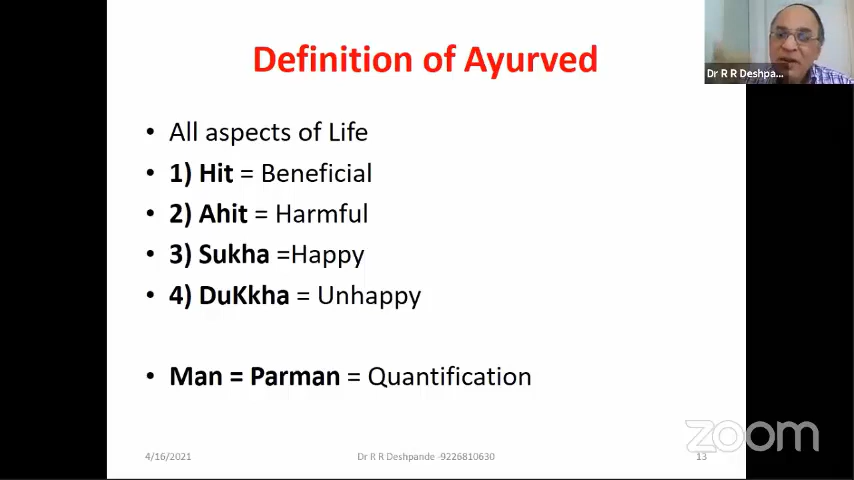 Definition of Ayurved
Dr R R Deshpa...
• All aspects of Life
• 1) Hit = Beneficial
• 2) Ahit = Harmful
• 3) Sukha =Happy
• 4) DuKkha = Unhappy
• Man = Parman = Quantification
zoom
4/16/2021
Dr R R Deshpande -9226810630
13